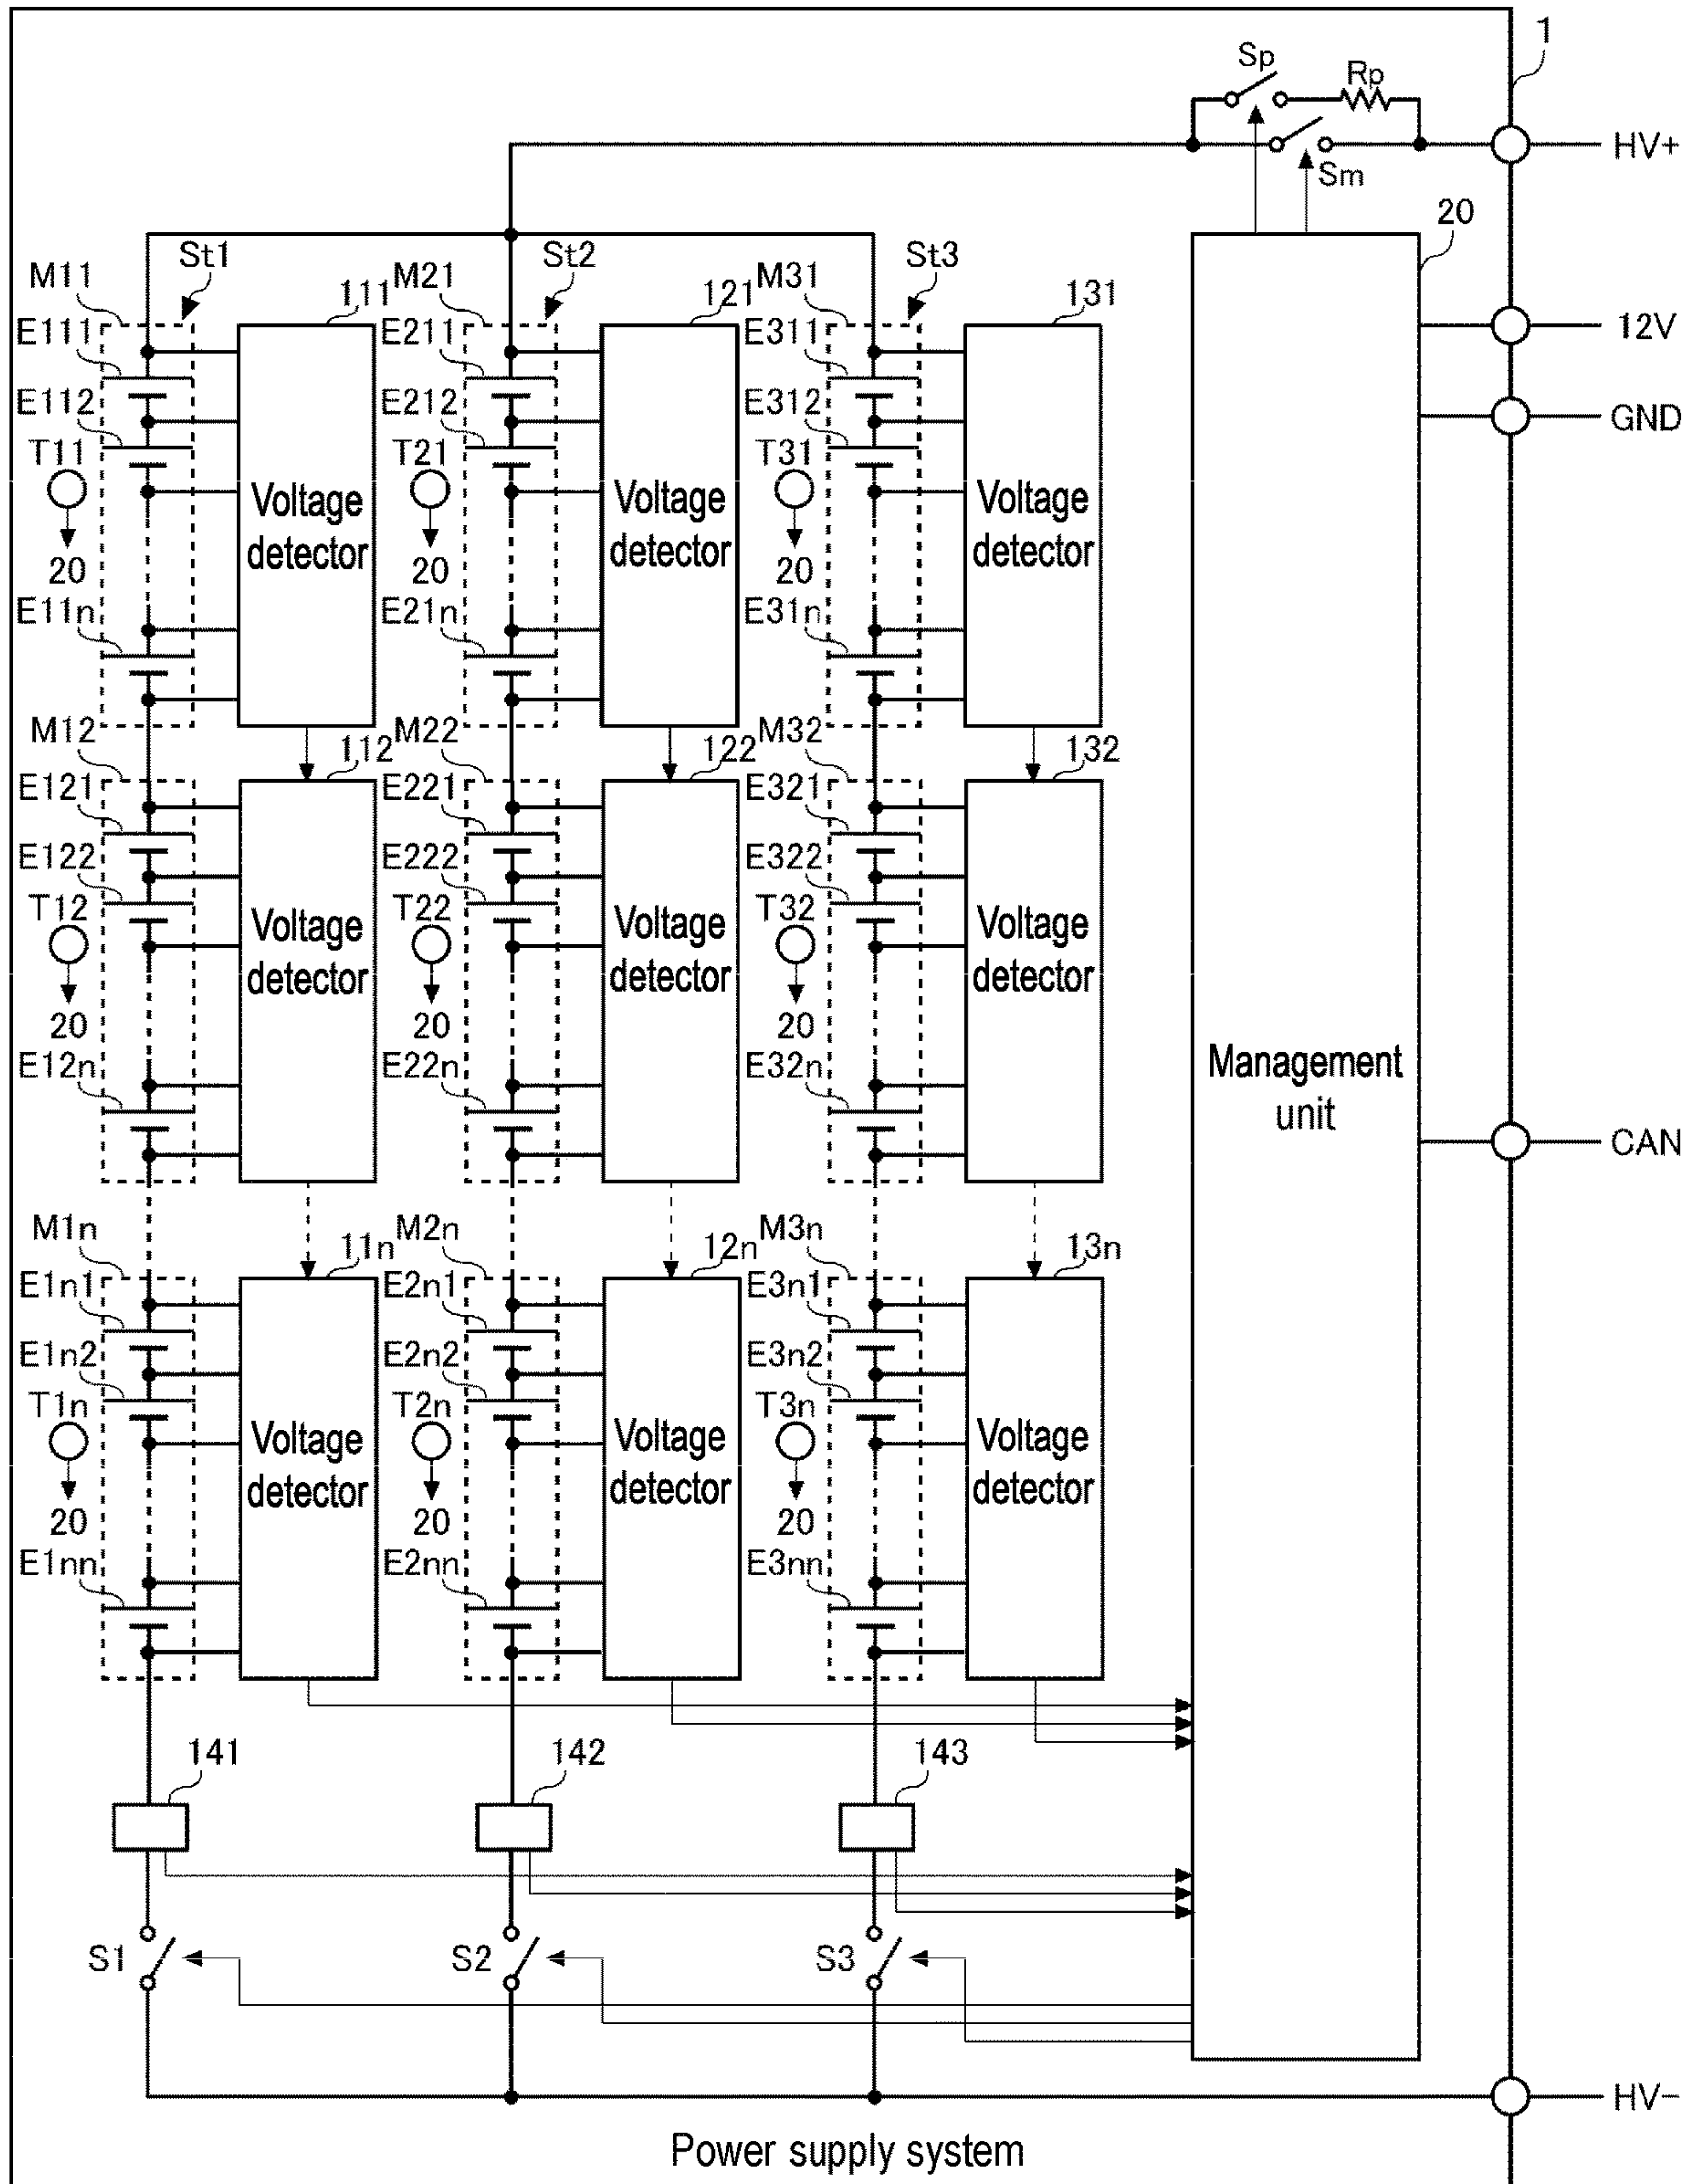 1
Sp
Rp
HV+
Sm
20
St1
St2
St3
M11
M21
M31
111
121
131
12V
E111
E211
E311
E112
E212
E312
GND
T11
T21
T31
Voltage
detector
Voltage
detector
Voltage
detector
20
20
20
E11n
E21n
E31n
M12
M22
M32
112
122
132
E121
E221
E321
E122
E222
E322
T12
T22
T32
Voltage
detector
Voltage
detector
Voltage
detector
20
20
20
E12n
E22n
E32n
Management
unit
CAN
M1n
M2n
M3n
11n
12n
13n
E1n1
E2n1
E3n1
E1n2
E2n2
E3n2
T1n
T2n
T3n
Voltage
detector
Voltage
detector
Voltage
detector
20
20
20
E1nn
E2nn
E3nn
141
142
143
S1
S2
S3
HV−
Power supply system